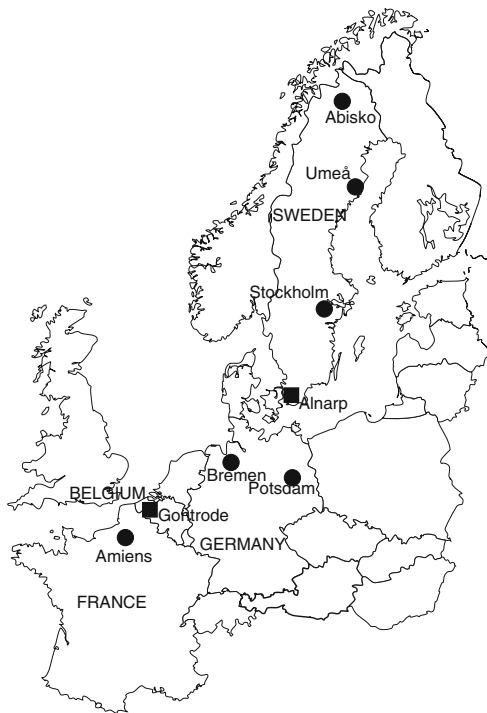 Abisko
Umeå
SWEDEN
Stockholm
Alnarp
Bremen
Potsdam
BELGIUM
Gontrode
Amiens
GERMANY
FRANCE